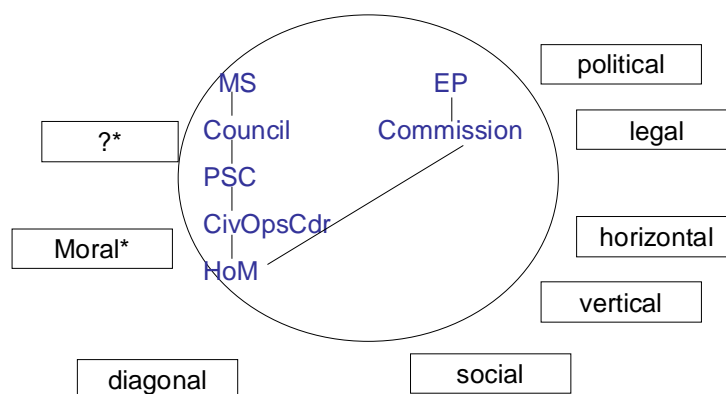 political
MS
EP
legal
?*
Council
Commission
PSC
CivOpsCdr
horizontal
Moral*
HoM
vertical
social
diagonal